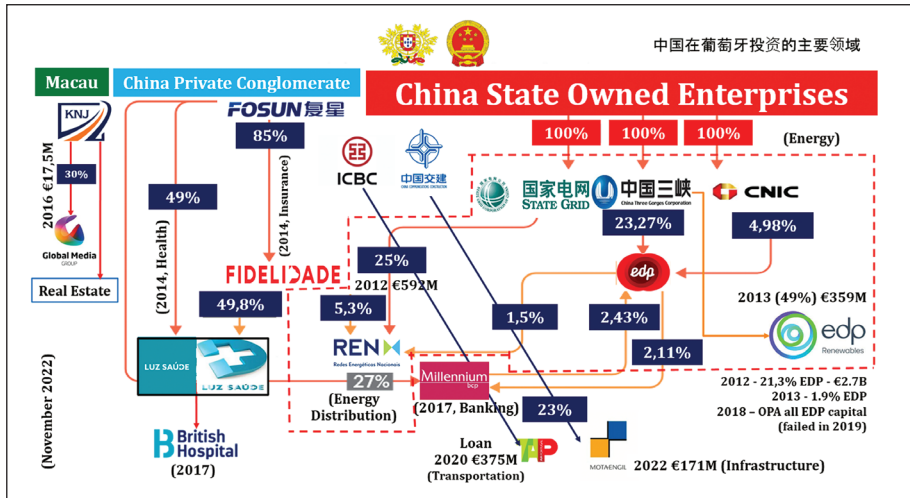 中国在葡萄牙投资的主要领域
Macau
China Private Conglomerate
China State Owned Enterprises
KNJ
FOSUN 复星
85%
100%
100%
100%
(Energy)
2016 €17,5M
30%
49%
(2014, Health)
(2014, Insurance)
ICBC
中国交建
CHINA COMMUNICATIONS CONSTRUCTION
国家电网
STATE GRID
中国三峡
China Three Gorges Corporation
CNIC
23,27%
4,98%
Global Media
GROUP
Real Estate
FIDELIDADE
25%
2012 €592M
edp
49,8%
5,3%
1,5%
2,43%
2013 (49%) €359M
REN
Redes Energéticas Nacionais
edp
Renewables
2,11%
LUZ SAÚDE
LUZ SAÚDE
27%
(Energy
Distribution)
Millennium
bcp
(2017, Banking)
23%
2012 - 21,3% EDP - €2.7B
2013 - 1.9% EDP
2018 – OPA all EDP capital
(failed in 2019)
(November 2022)
British
Hospital
(2017)
Loan
2020 €375M
(Transportation)
TAP
MOTAENGIL
2022 €171M (Infrastructure)